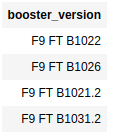 booster_version
F9 FT B1022
F9 FT B1026
F9 FT B1021.2
F9 FT B1031.2